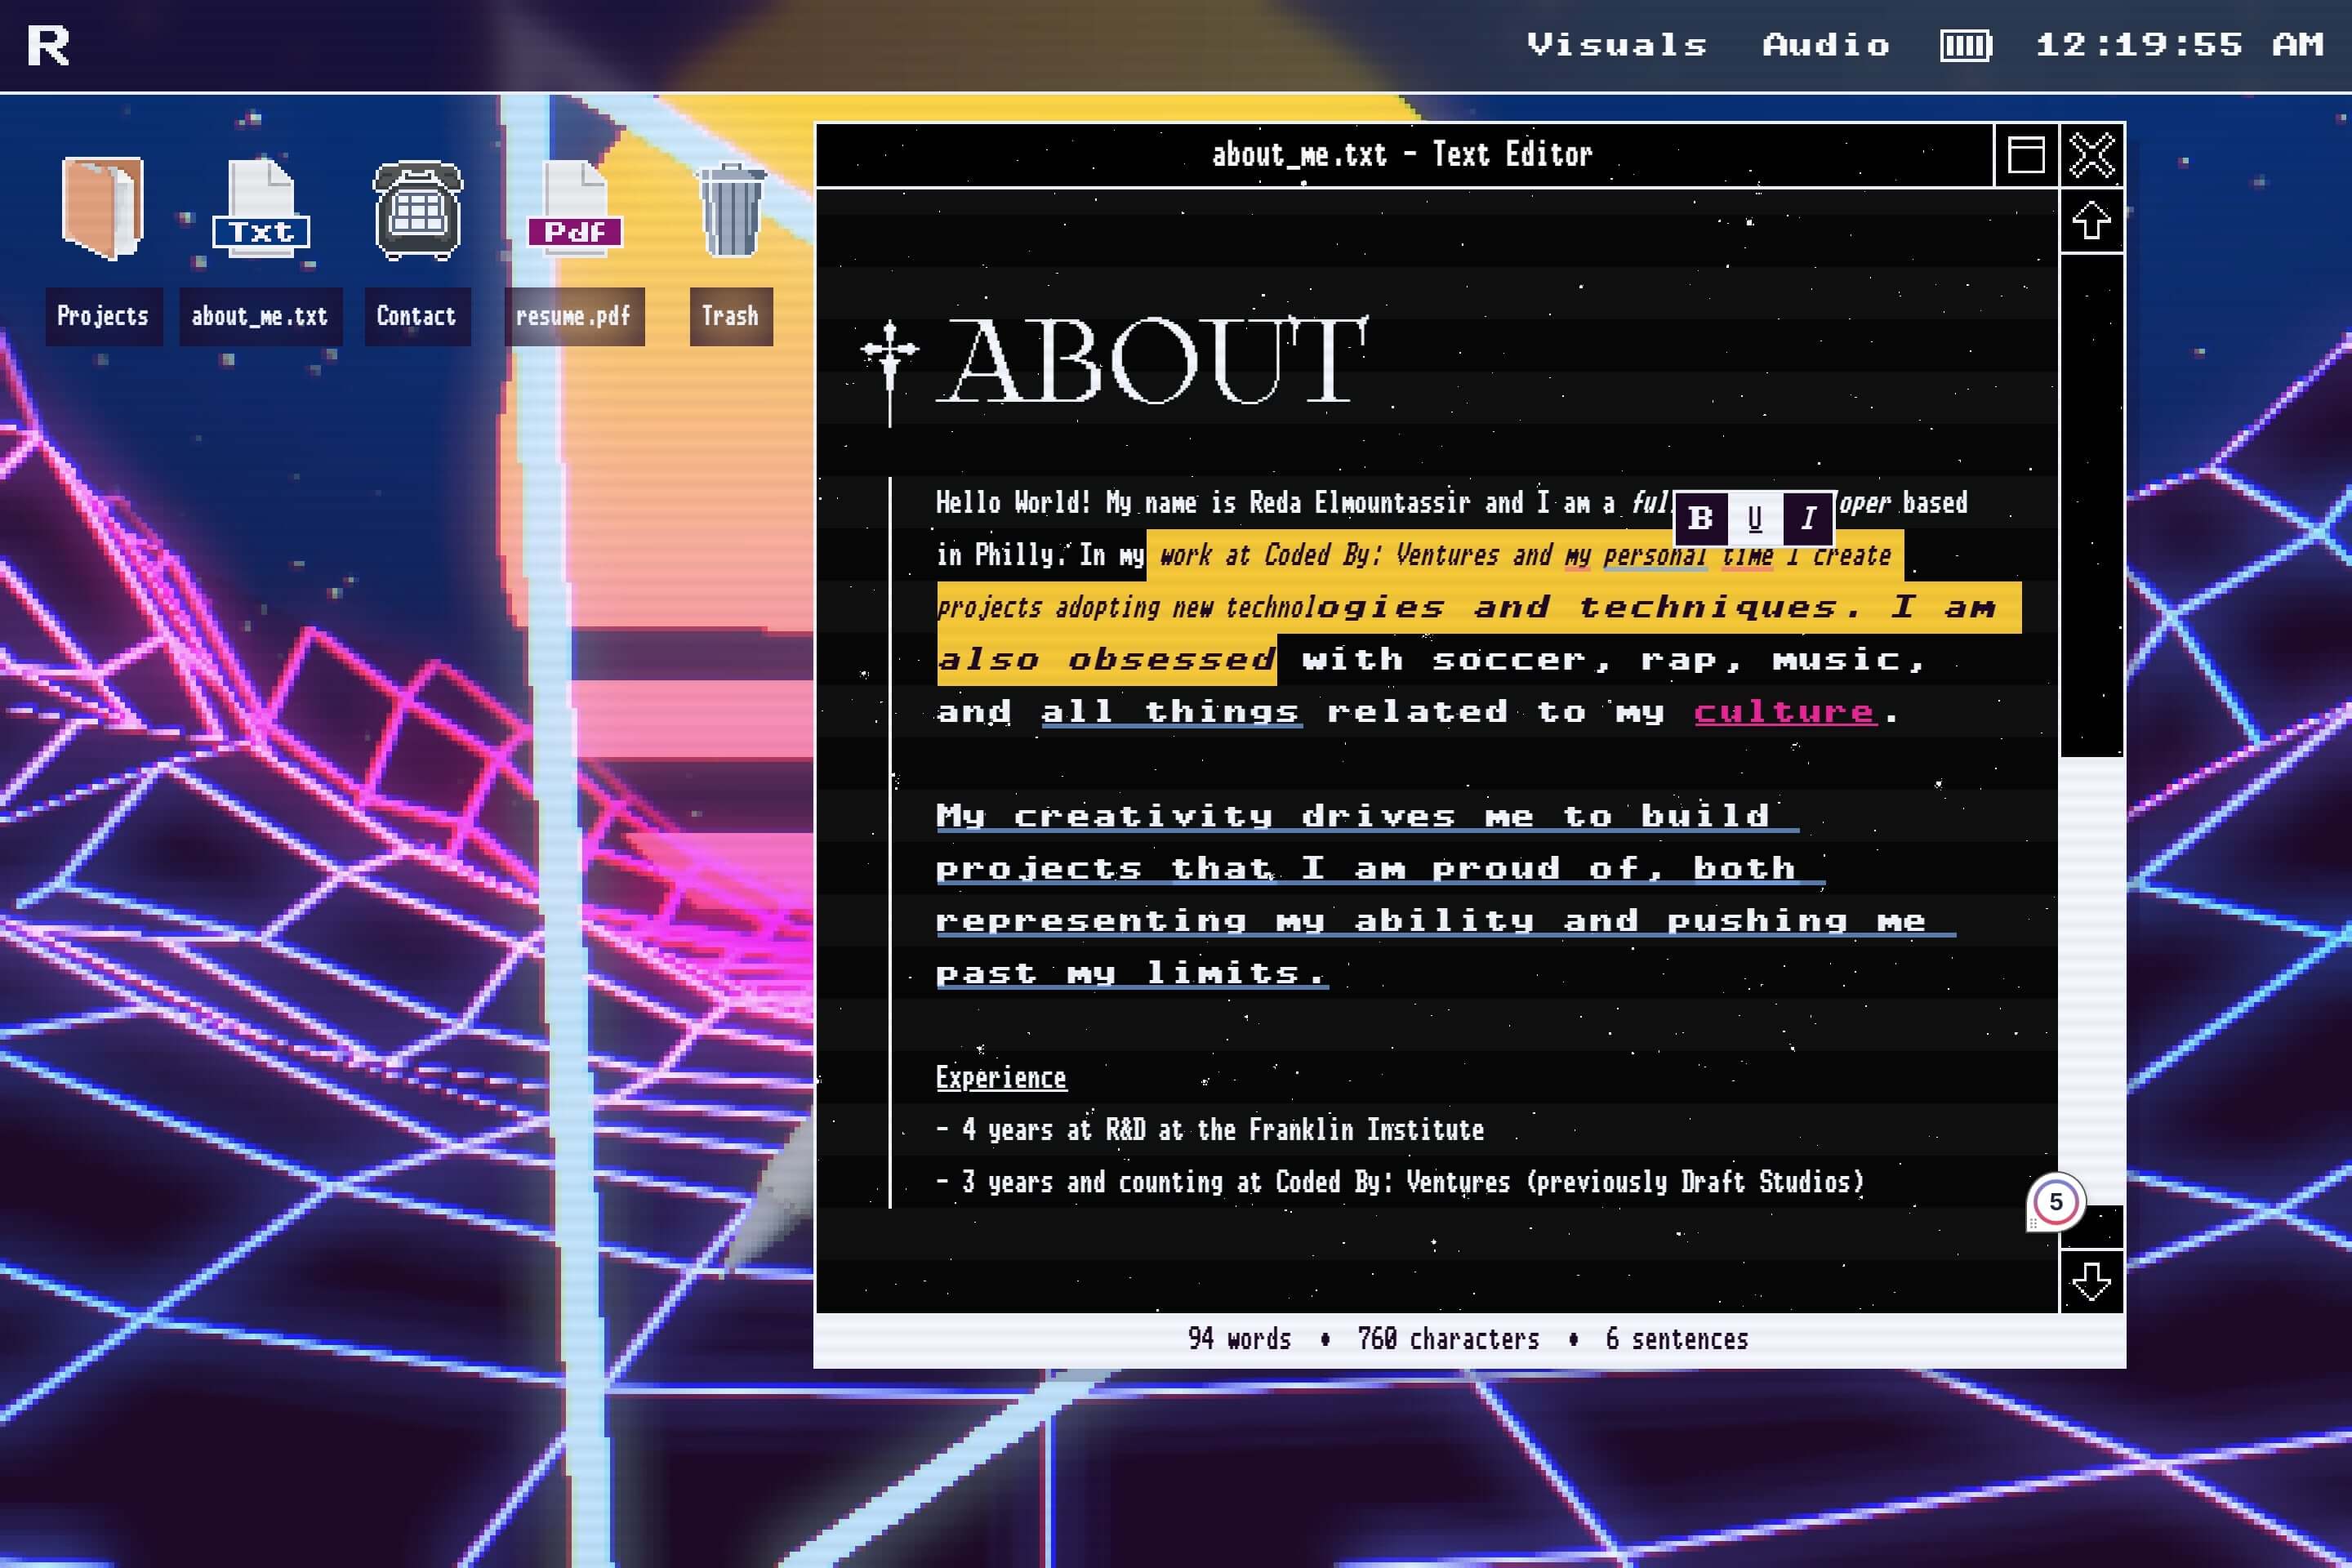 R
Visuals Audio 12:19:55 AM
Txt
Pdf
Projects about_me.txt Contact resume.pdf Trash
about_me.txt - Text Editor
ABOUT
Hello World! My name is Reda Elmountassir and I am a based
B U I
in Philly. In my work at Coded By: Ventures and my personal time I create
projects adopting new technologies and techniques. I am
also obsessed with soccer, rap, music,
and all things related to my culture.
My creativity drives me to build
projects that I am proud of, both
representing my ability and pushing me
past my limits.
Experience
- 4 years at R&D at the Franklin Institute
- 3 years and counting at Coded By: Ventures (previously Draft Studios)
5
94 words • 760 characters • 6 sentences